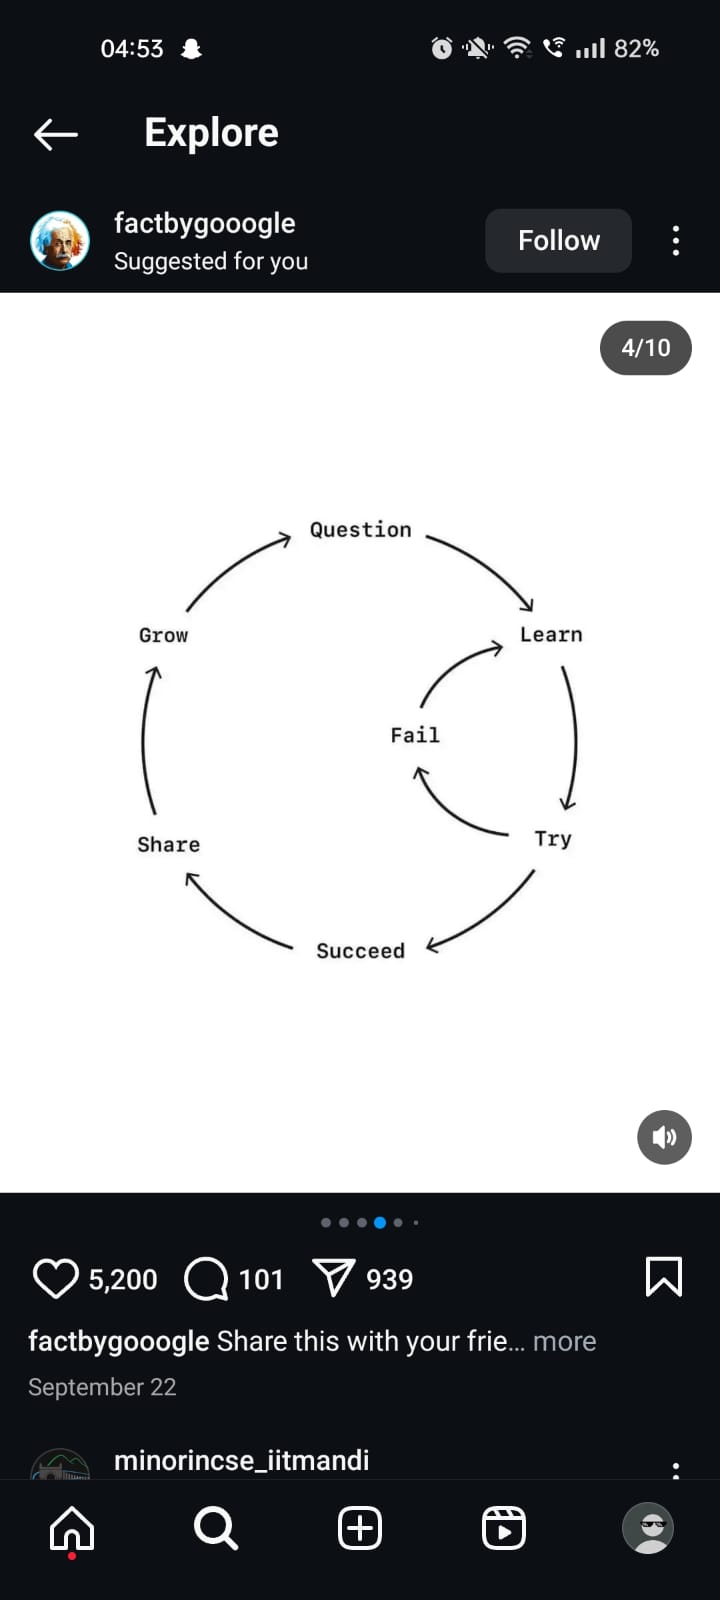 04:53 82%
Explore
factbygooogle
Suggested for you
Follow
4/10
Question
Grow
Learn
Fail
Share
Try
Succeed
5,200 101 939
factbygooogle Share this with your frie... more
September 22
minorincse_iitmandi